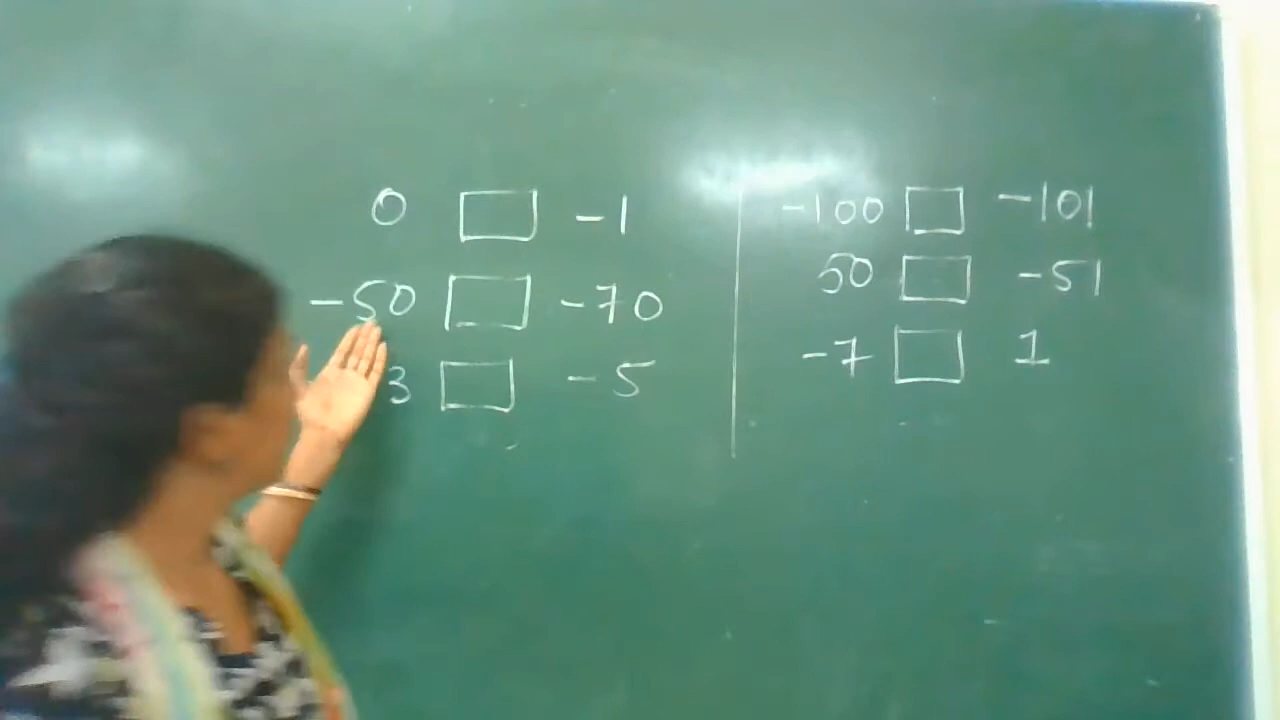 0 □ -1
-50 □ -70
3 □ -5
-100 □ -101
50 □ -51
-7 □ 1